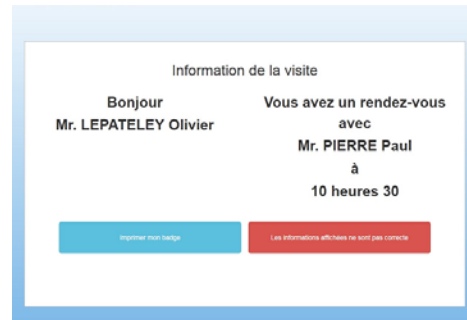 Information de la visite
Bonjour
Mr. LEPATELEY Olivier
Vous avez un rendez-vous
avec
Mr. PIERRE Paul
à
10 heures 30
Imprimer mon badge
Les informations affichées ne sont pas correcte